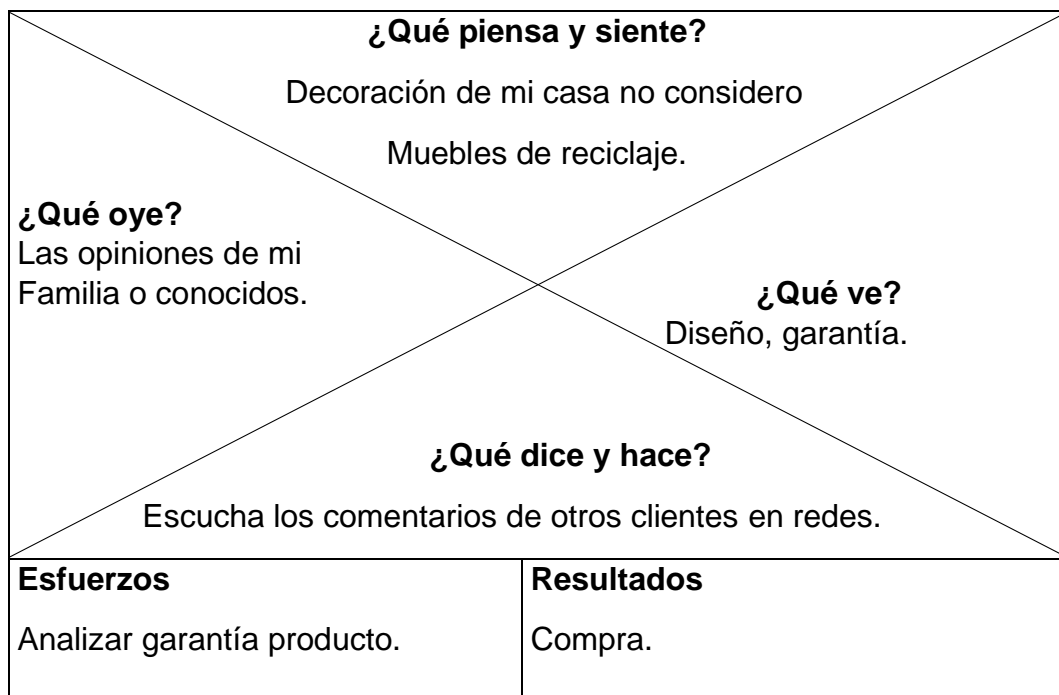 ¿Qué piensa y siente?
Decoración de mi casa no considero
Muebles de reciclaje.
¿Qué oye?
Las opiniones de mi
Familia o conocidos.
¿Qué ve?
Diseño, garantía.
¿Qué dice y hace?
Escucha los comentarios de otros clientes en redes.
Esfuerzos
Analizar garantía producto.
Resultados
Compra.